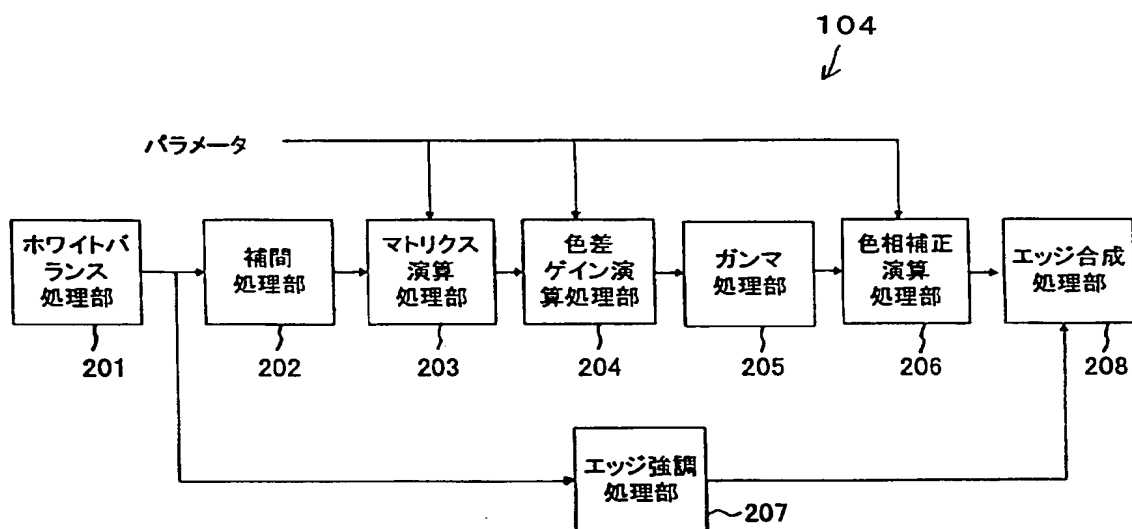 104
パラメータ
ホワイトバ
ランス
処理部
補間
処理部
マトリクス
演算
処理部
色差
ゲイン演
算処理部
ガンマ
処理部
色相補正
演算
処理部
エッジ合成
処理部
201
202
203
204
205
206
208
エッジ強調
処理部
207